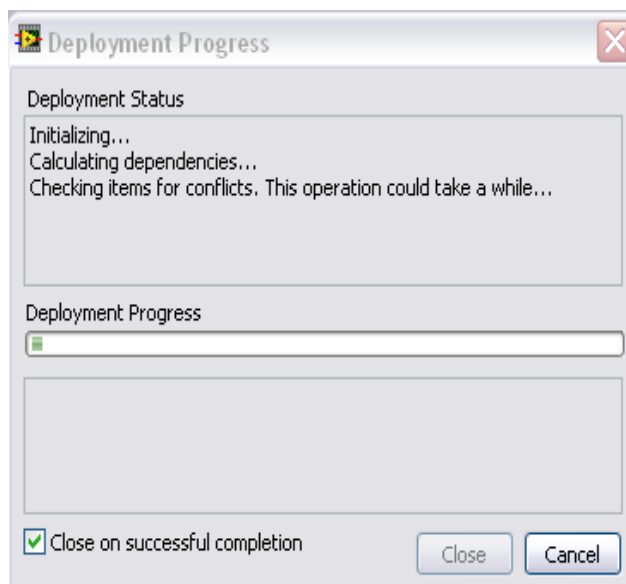 Deployment Progress
Deployment Status
Initializing...
Calculating dependencies...
Checking items for conflicts. This operation could take a while...
Deployment Progress
Close on successful completion
Close
Cancel